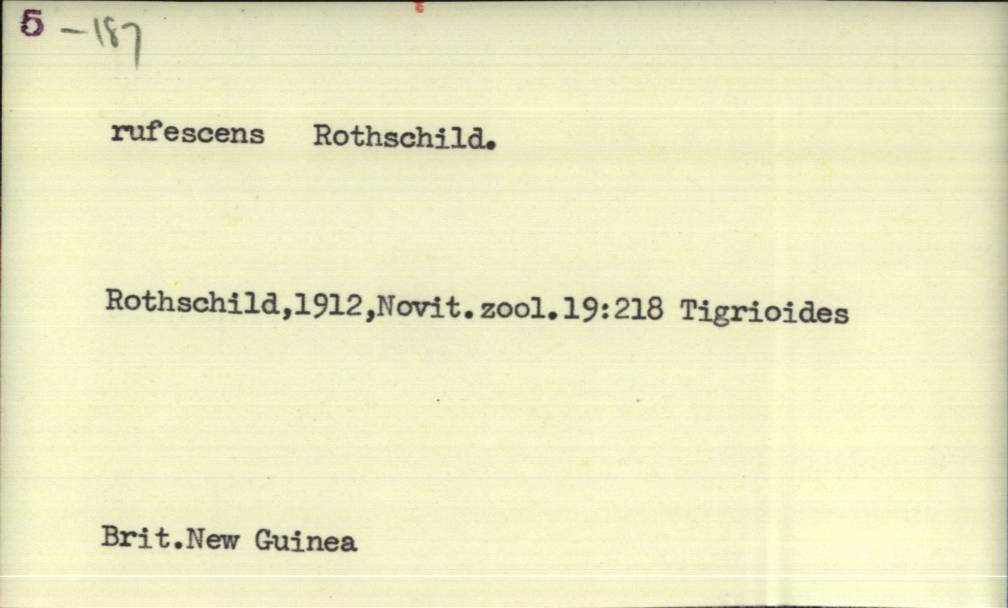 5 -187
rufescens Rothschild.
Rothschild,1912,Novit.zool.19:218 Tigrioides
Brit.New Guinea